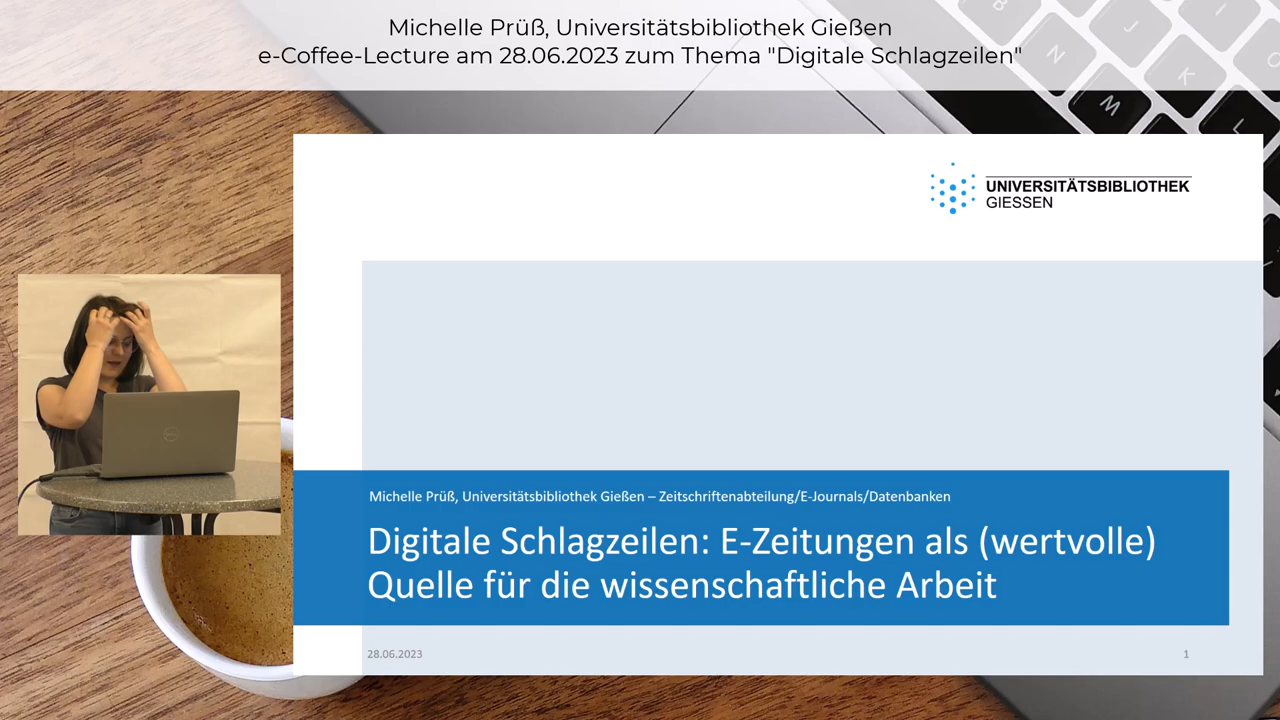 Michelle Prüß, Universitätsbibliothek Gießen
e-Coffee-Lecture am 28.06.2023 zum Thema "Digitale Schlagzeilen"
B
J
I
N
K
O
M
L
UNIVERSITÄTSBIBLIOTHEK
GIESSEN
Michelle Prüß, Universitätsbibliothek Gießen – Zeitschriftenabteilung/E-Journals/Datenbanken
Digitale Schlagzeilen: E-Zeitungen als (wertvolle)
Quelle für die wissenschaftliche Arbeit
28.06.2023
1